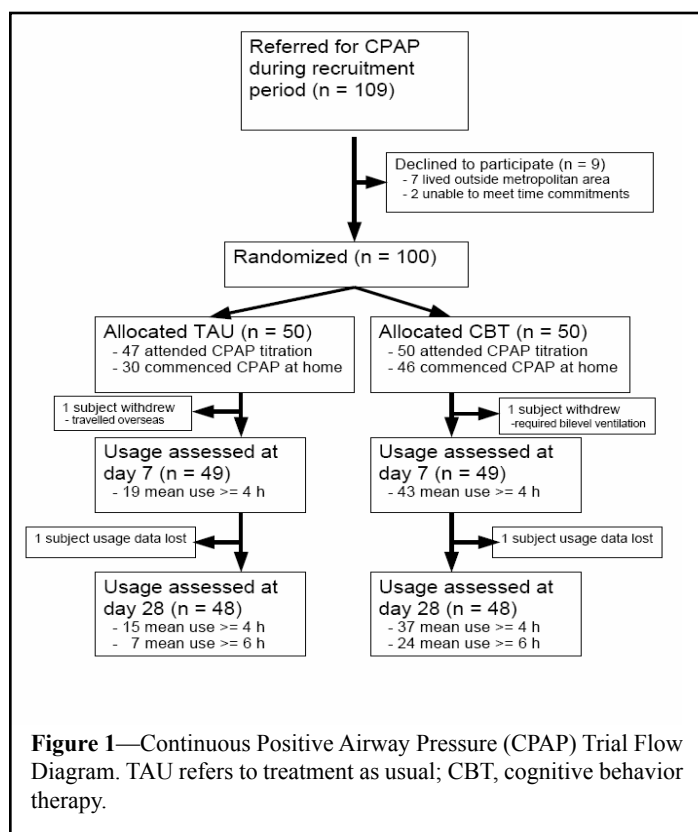 Referred for CPAP
during recruitment
period (n = 109)
Declined to participate (n = 9)
- 7 lived outside metropolitan area
- 2 unable to meet time commitments
Randomized (n = 100)
Allocated TAU (n = 50)
- 47 attended CPAP titration
- 30 commenced CPAP at home
Allocated CBT (n = 50)
- 50 attended CPAP titration
- 46 commenced CPAP at home
1 subject withdrew
- travelled overseas
1 subject withdrew
-required bilevel ventilation
Usage assessed at
day 7 (n = 49)
- 19 mean use >= 4 h
Usage assessed at
day 7 (n = 49)
- 43 mean use >= 4 h
1 subject usage data lost
1 subject usage data lost
Usage assessed at
day 28 (n = 48)
- 15 mean use >= 4 h
- 7 mean use >= 6 h
Usage assessed at
day 28 (n = 48)
- 37 mean use >= 4 h
- 24 mean use >= 6 h
Figure 1—Continuous Positive Airway Pressure (CPAP) Trial Flow
Diagram. TAU refers to treatment as usual; CBT, cognitive behavior
therapy.